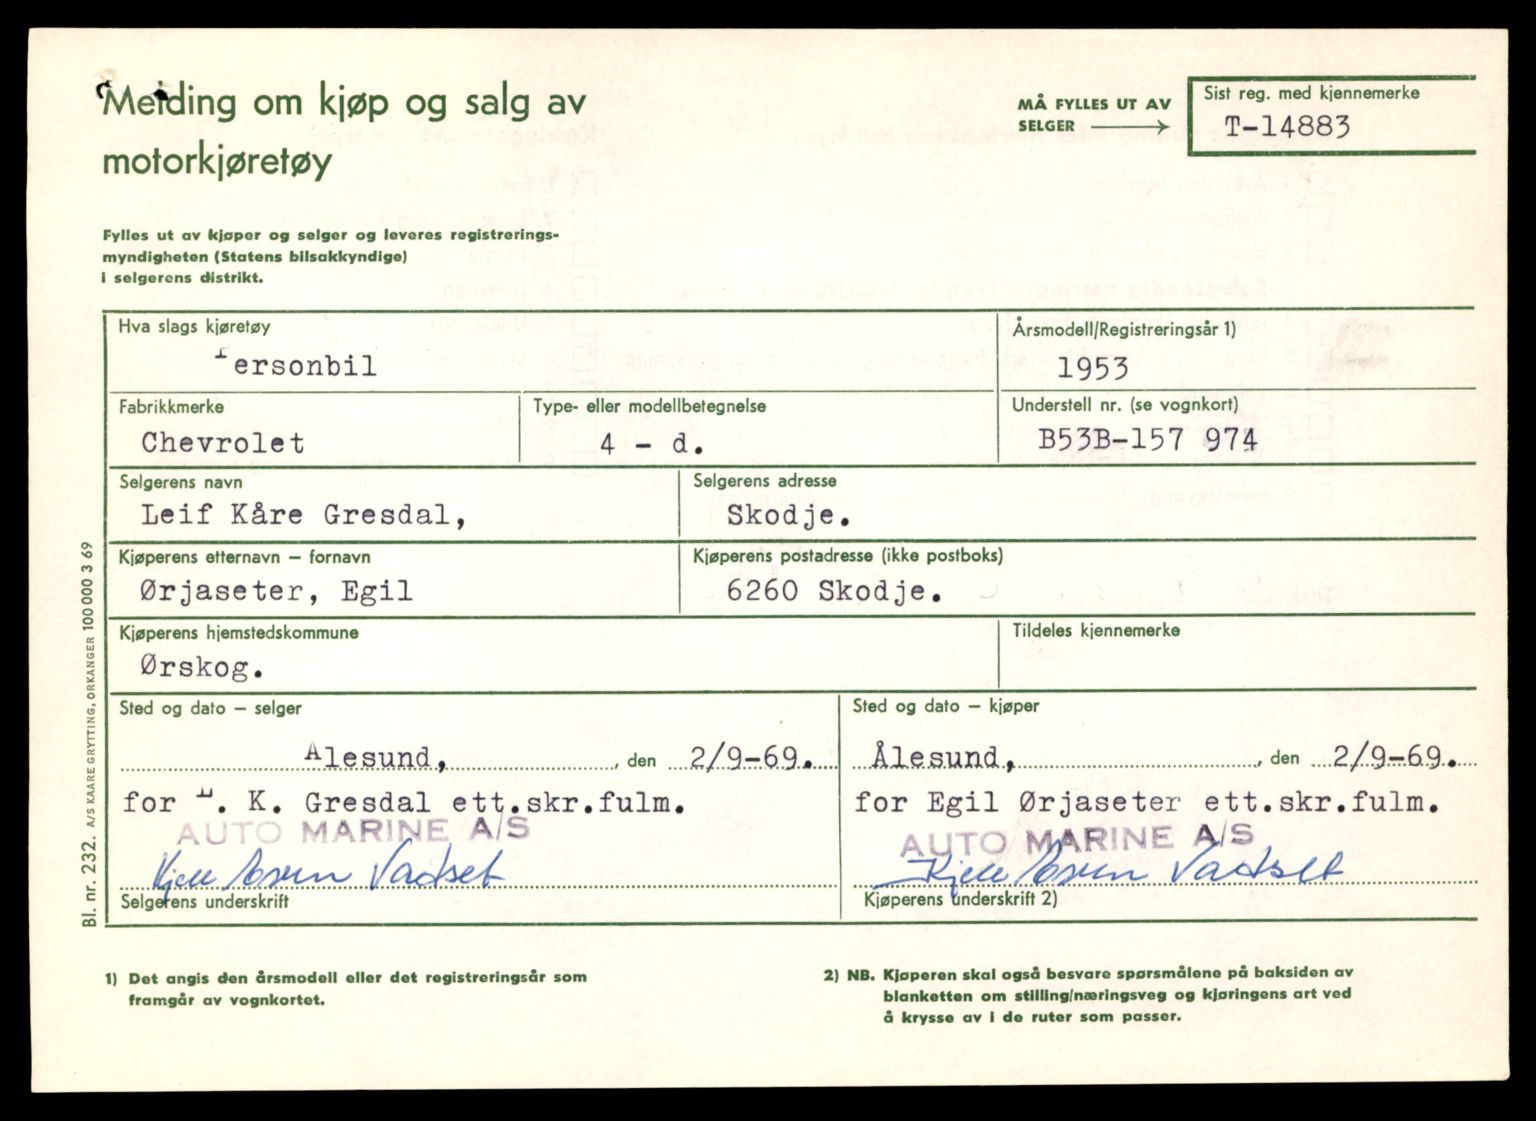 Melding om kjøp og salg av
motorkjøretøy
MÅ FYLLES UT AV
SELGER
Sist reg. med kjennemerke
T-14883
Fylles ut av kjøper og selger og leveres registrerings-
myndigheten (Statens bilsakkyndige)
i selgerens distrikt.
Hva slags kjøretøy
Personbil
Årsmodell/Registreringsår 1)
1953
Fabrikkmerke
Chevrolet
Type- eller modellbetegnelse
4 - d.
Understell nr. (se vognkort)
B53B-157 974
Selgerens navn
Leif Kåre Gresdal,
Selgerens adresse
Skodje.
Kjøperens etternavn — fornavn
Ørjaseter, Egil
Kjøperens postadresse (ikke postboks)
6260 Skodje.
Kjøperens hjemstedskommune
Ørskog.
Tildeles kjennemerke
Sted og dato — selger
Ålesund, , den 2/9-69.
for L. K. Gresdal ett.skr.fulm.
AUTO MARINE A/S
Kjell Vadset
Selgerens underskrift
Sted og dato — kjøper
Ålesund, , den 2/9-69.
for Egil Ørjaseter ett.skr.fulm.
AUTO MARINE A/S
Kjell Vadset
Kjøperens underskrift 2)
1) Det angis den årsmodell eller det registreringsår som
framgår av vognkortet.
2) NB. Kjøperen skal også besvare spørsmålene på baksiden av
blanketten om stilling/næringsveg og kjøringens art ved
å krysse av i de ruter som passer.
Bl. nr. 232. A/S KAARE GRYTTING, ORKANGER 100 000 3 69